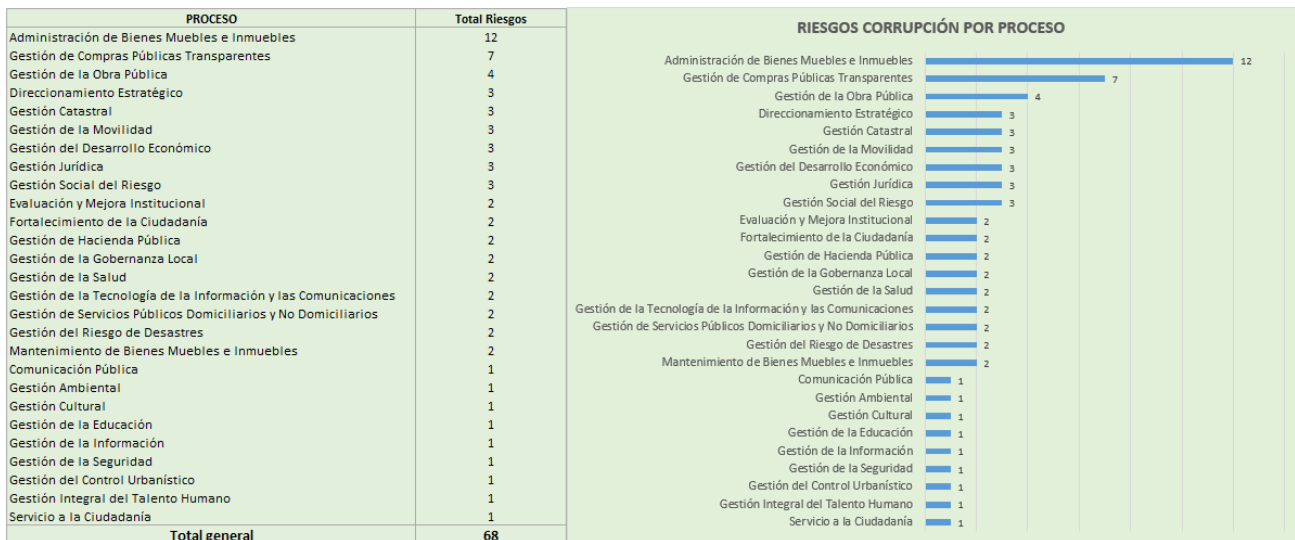 PROCESO Total Riesgos
Administración de Bienes Muebles e Inmuebles 12
Gestión de Compras Públicas Transparentes 7
Gestión de la Obra Pública 4
Direccionamiento Estratégico 3
Gestión Catastral 3
Gestión de la Movilidad 3
Gestión del Desarrollo Económico 3
Gestión Jurídica 3
Gestión Social del Riesgo 3
Evaluación y Mejora Institucional 2
Fortalecimiento de la Ciudadanía 2
Gestión de Hacienda Pública 2
Gestión de la Gobernanza Local 2
Gestión de la Salud 2
Gestión de la Tecnología de la Información y las Comunicaciones 2
Gestión de Servicios Públicos Domiciliarios y No Domiciliarios 2
Gestión del Riesgo de Desastres 2
Mantenimiento de Bienes Muebles e Inmuebles 2
Comunicación Pública 1
Gestión Ambiental 1
Gestión Cultural 1
Gestión de la Educación 1
Gestión de la Información 1
Gestión de la Seguridad 1
Gestión del Control Urbanístico 1
Gestión Integral del Talento Humano 1
Servicio a la Ciudadanía 1
Total general 68
RIESGOS CORRUPCIÓN POR PROCESO
Administración de Bienes Muebles e Inmuebles 12
Gestión de Compras Públicas Transparentes 7
Gestión de la Obra Pública 4
Direccionamiento Estratégico 3
Gestión Catastral 3
Gestión de la Movilidad 3
Gestión del Desarrollo Económico 3
Gestión Jurídica 3
Gestión Social del Riesgo 3
Evaluación y Mejora Institucional 2
Fortalecimiento de la Ciudadanía 2
Gestión de Hacienda Pública 2
Gestión de la Gobernanza Local 2
Gestión de la Salud 2
Gestión de la Tecnología de la Información y las Comunicaciones 2
Gestión de Servicios Públicos Domiciliarios y No Domiciliarios 2
Gestión del Riesgo de Desastres 2
Mantenimiento de Bienes Muebles e Inmuebles 2
Comunicación Pública 1
Gestión Ambiental 1
Gestión Cultural 1
Gestión de la Educación 1
Gestión de la Información 1
Gestión de la Seguridad 1
Gestión del Control Urbanístico 1
Gestión Integral del Talento Humano 1
Servicio a la Ciudadanía 1